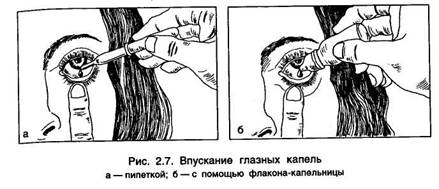 а
б
Рис. 2.7. Впускание глазных капель
а — пипеткой; б — с помощью флакона-капельницы